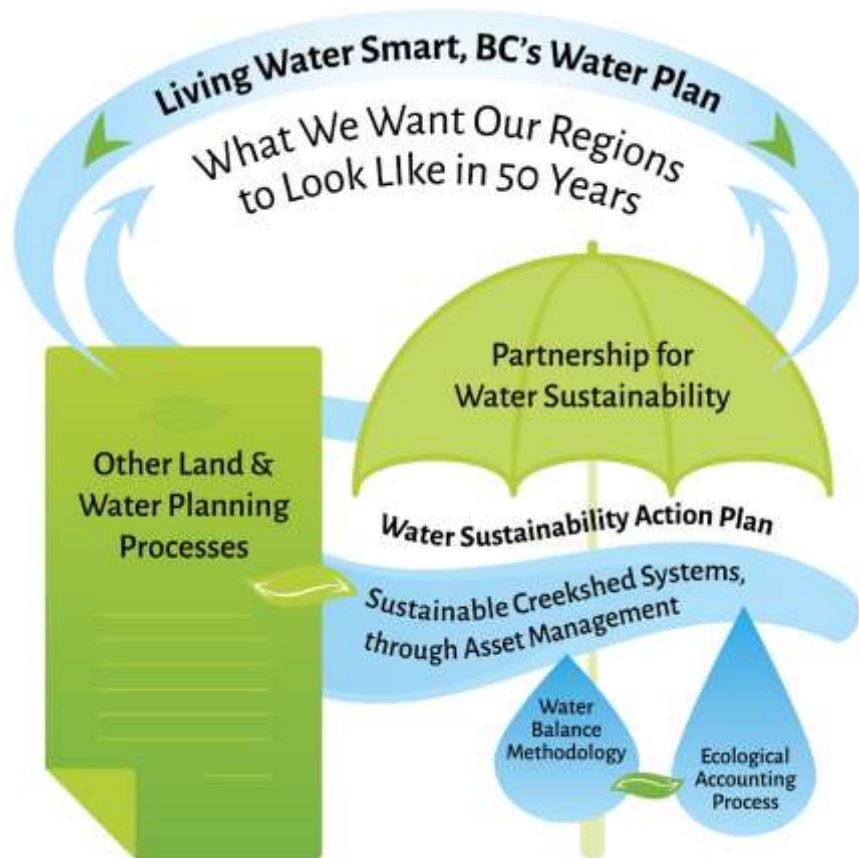 Living Water Smart, BC's Water Plan
What We Want Our Regions
to Look LIke in 50 Years
Partnership for
Water Sustainability
Other Land &
Water Planning
Processes
Water Sustainability Action Plan
Sustainable Creekshed Systems,
through Asset Management
Water
Balance
Methodology
Ecological
Accounting
Process